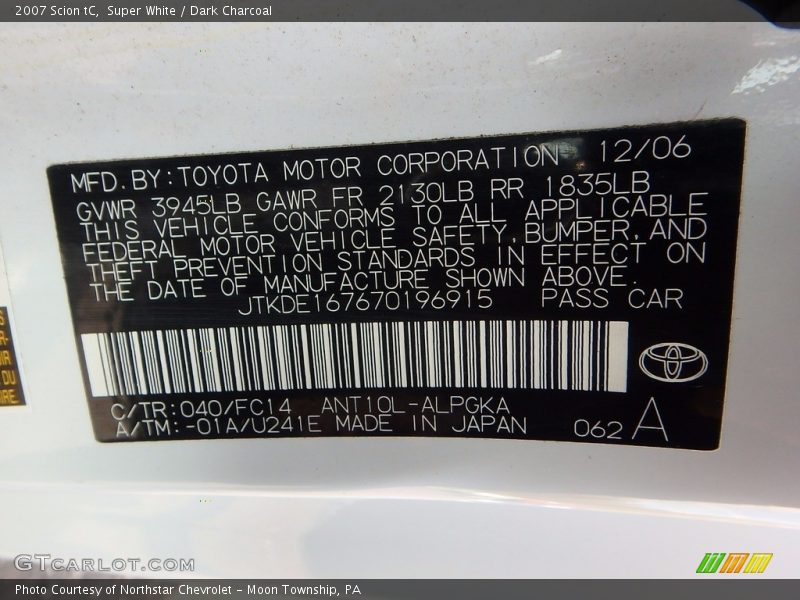 2007 Scion tC,  Super White / Dark Charcoal
MFD.BY:TOYOTA MOTOR CORPORATION 12/06
GVWR 3945LB GAWR FR 2130LB RR 1835LB
THIS VEHICLE CONFORMS TO ALL APPLICABLE
FEDERAL MOTOR VEHICLE SAFETY,BUMPER,AND
THEFT PREVENTION STANDARDS IN EFFECT ON
THE DATE OF MANUFACTURE SHOWN ABOVE.
JTKDE167670196915 PASS CAR
C/TR:040/FC14 ANT10L-ALPGKA
A/TM:-01A/U241E MADE IN JAPAN 062 A
DU
GTCARLOT.COM
Photo Courtesy of Northstar Chevrolet - Moon Township, PA